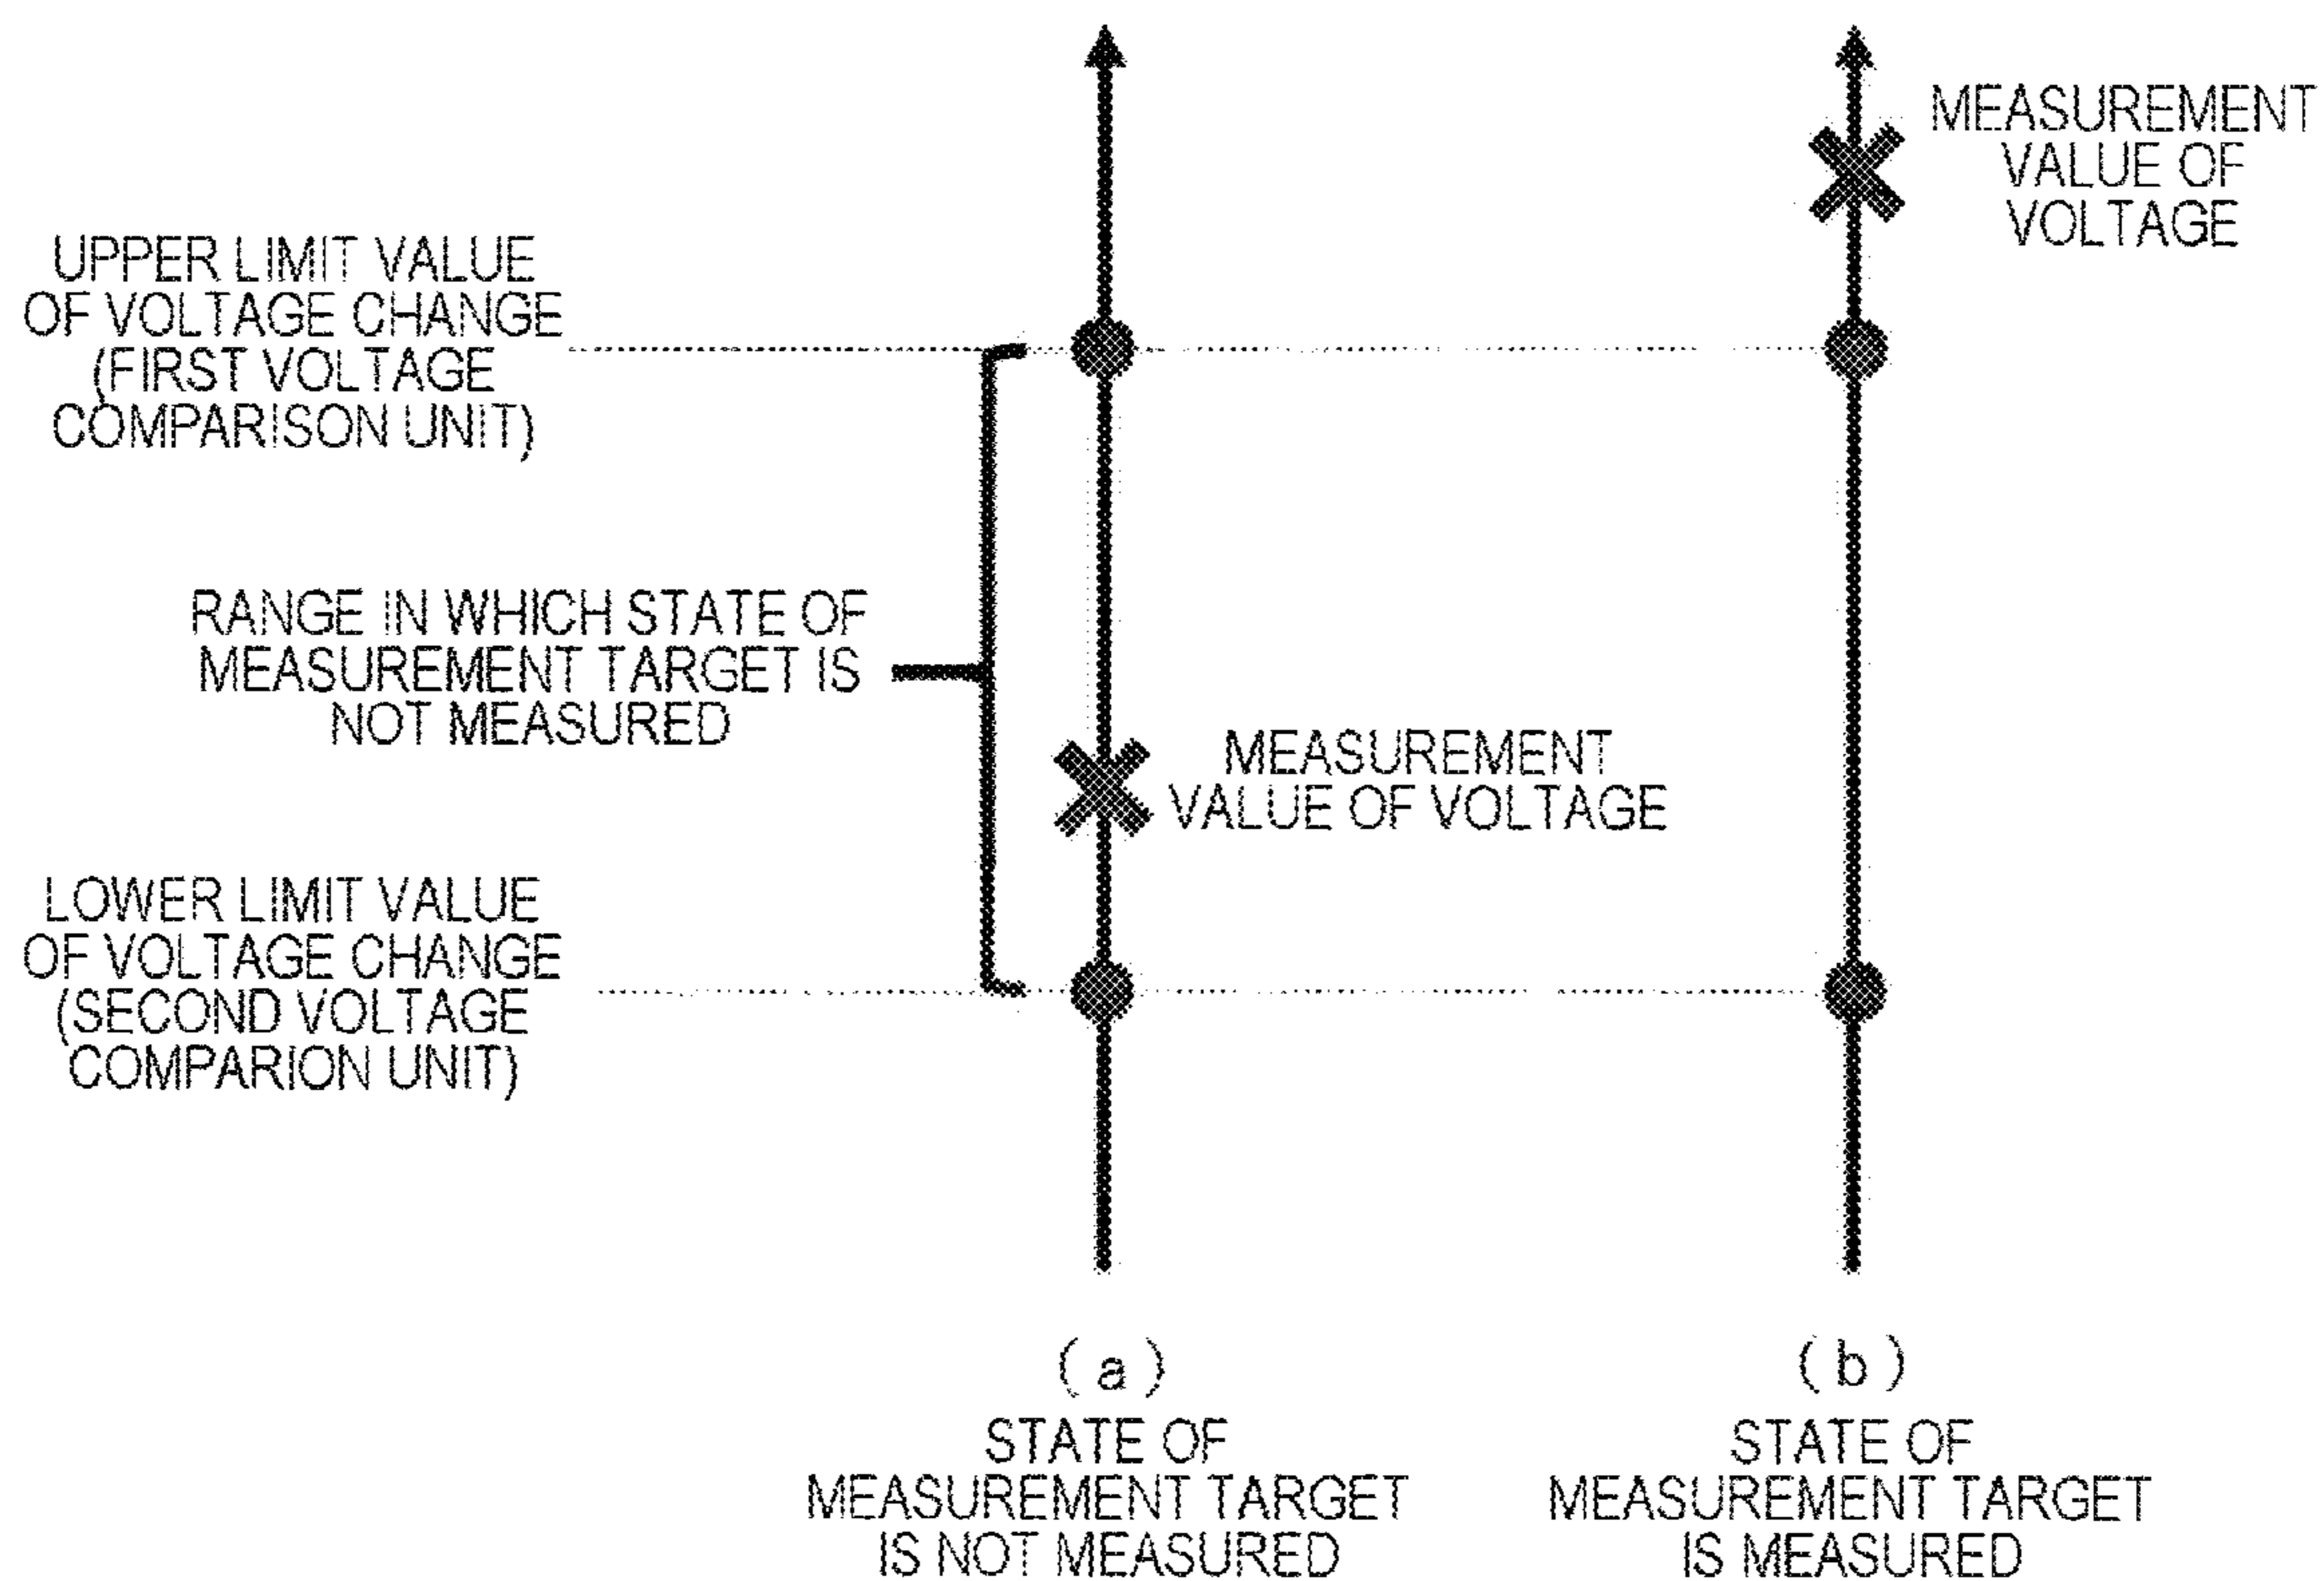 MEASUREMENT
VALUE OF
VOLTAGE
UPPER LIMIT VALUE
OF VOLTAGE CHANGE
(FIRST VOLTAGE
COMPARISON UNIT)
RANGE IN WHICH STATE OF
MEASUREMENT TARGET IS
NOT MEASURED
MEASUREMENT
VALUE OF VOLTAGE
LOWER LIMIT VALUE
OF VOLTAGE CHANGE
(SECOND VOLTAGE
COMPARION UNIT)
(a)
STATE OF
MEASUREMENT TARGET
IS NOT MEASURED
(b)
STATE OF
MEASUREMENT TARGET
IS MEASURED